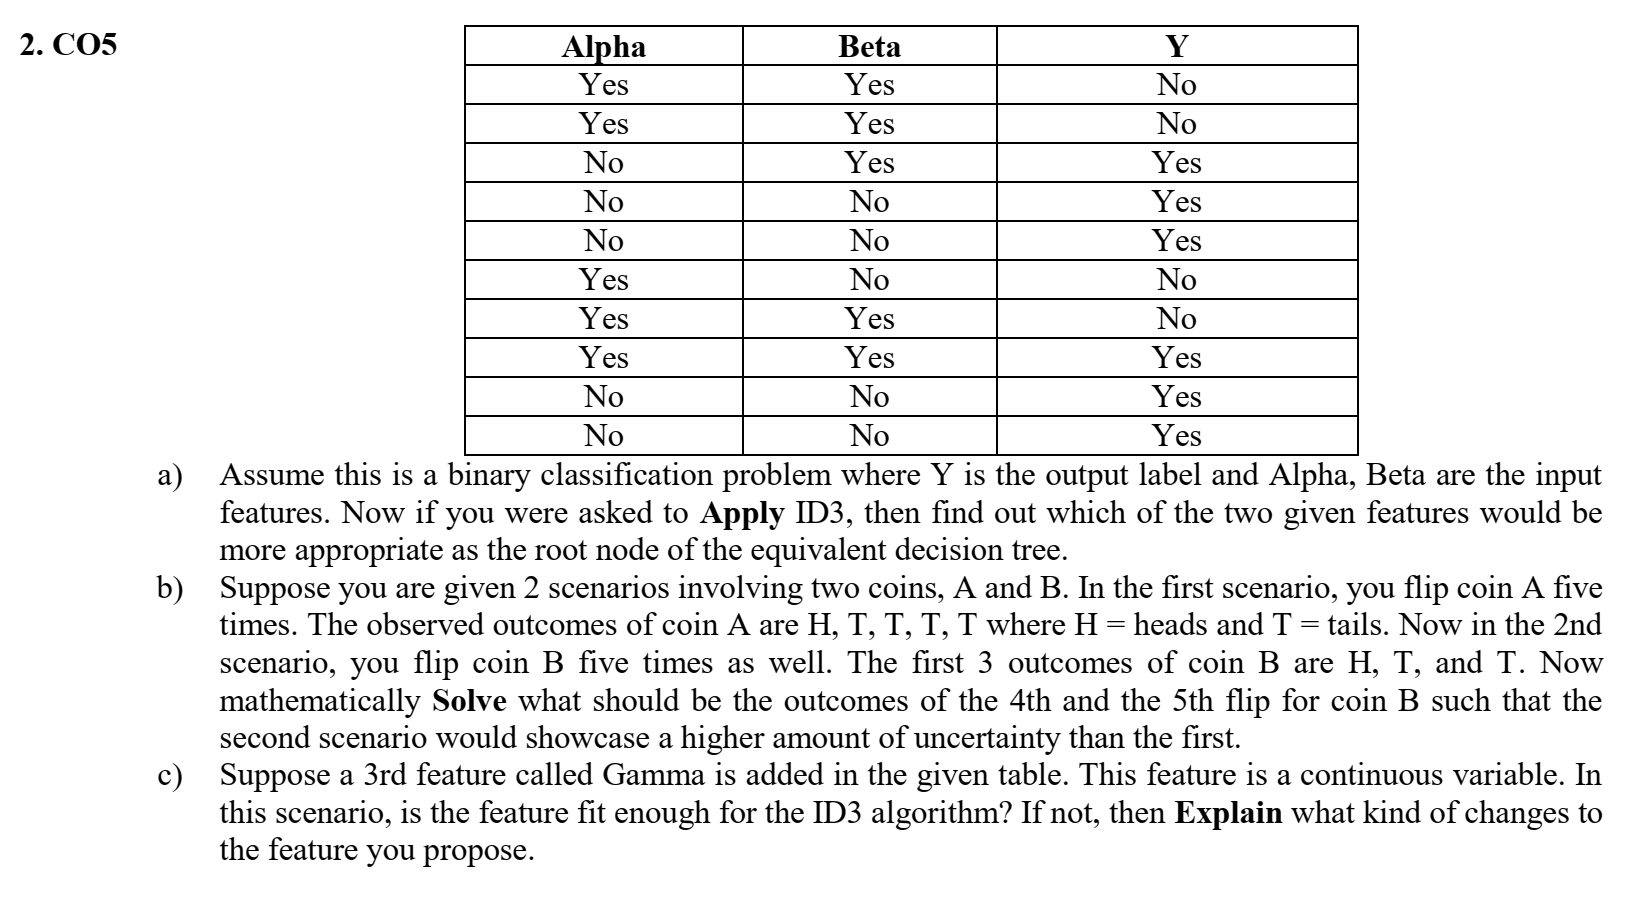 2. CO5
Alpha Beta Y
Yes Yes No
Yes Yes No
No Yes Yes
No No Yes
No No Yes
Yes No No
Yes Yes No
Yes Yes Yes
No No Yes
No No Yes
a) Assume this is a binary classification problem where Y is the output label and Alpha, Beta are the input
features. Now if you were asked to Apply ID3, then find out which of the two given features would be
more appropriate as the root node of the equivalent decision tree.
b) Suppose you are given 2 scenarios involving two coins, A and B. In the first scenario, you flip coin A five
times. The observed outcomes of coin A are H, T, T, T, T where H = heads and T = tails. Now in the 2nd
scenario, you flip coin B five times as well. The first 3 outcomes of coin B are H, T, and T. Now
mathematically Solve what should be the outcomes of the 4th and the 5th flip for coin B such that the
second scenario would showcase a higher amount of uncertainty than the first.
c) Suppose a 3rd feature called Gamma is added in the given table. This feature is a continuous variable. In
this scenario, is the feature fit enough for the ID3 algorithm? If not, then Explain what kind of changes to
the feature you propose.